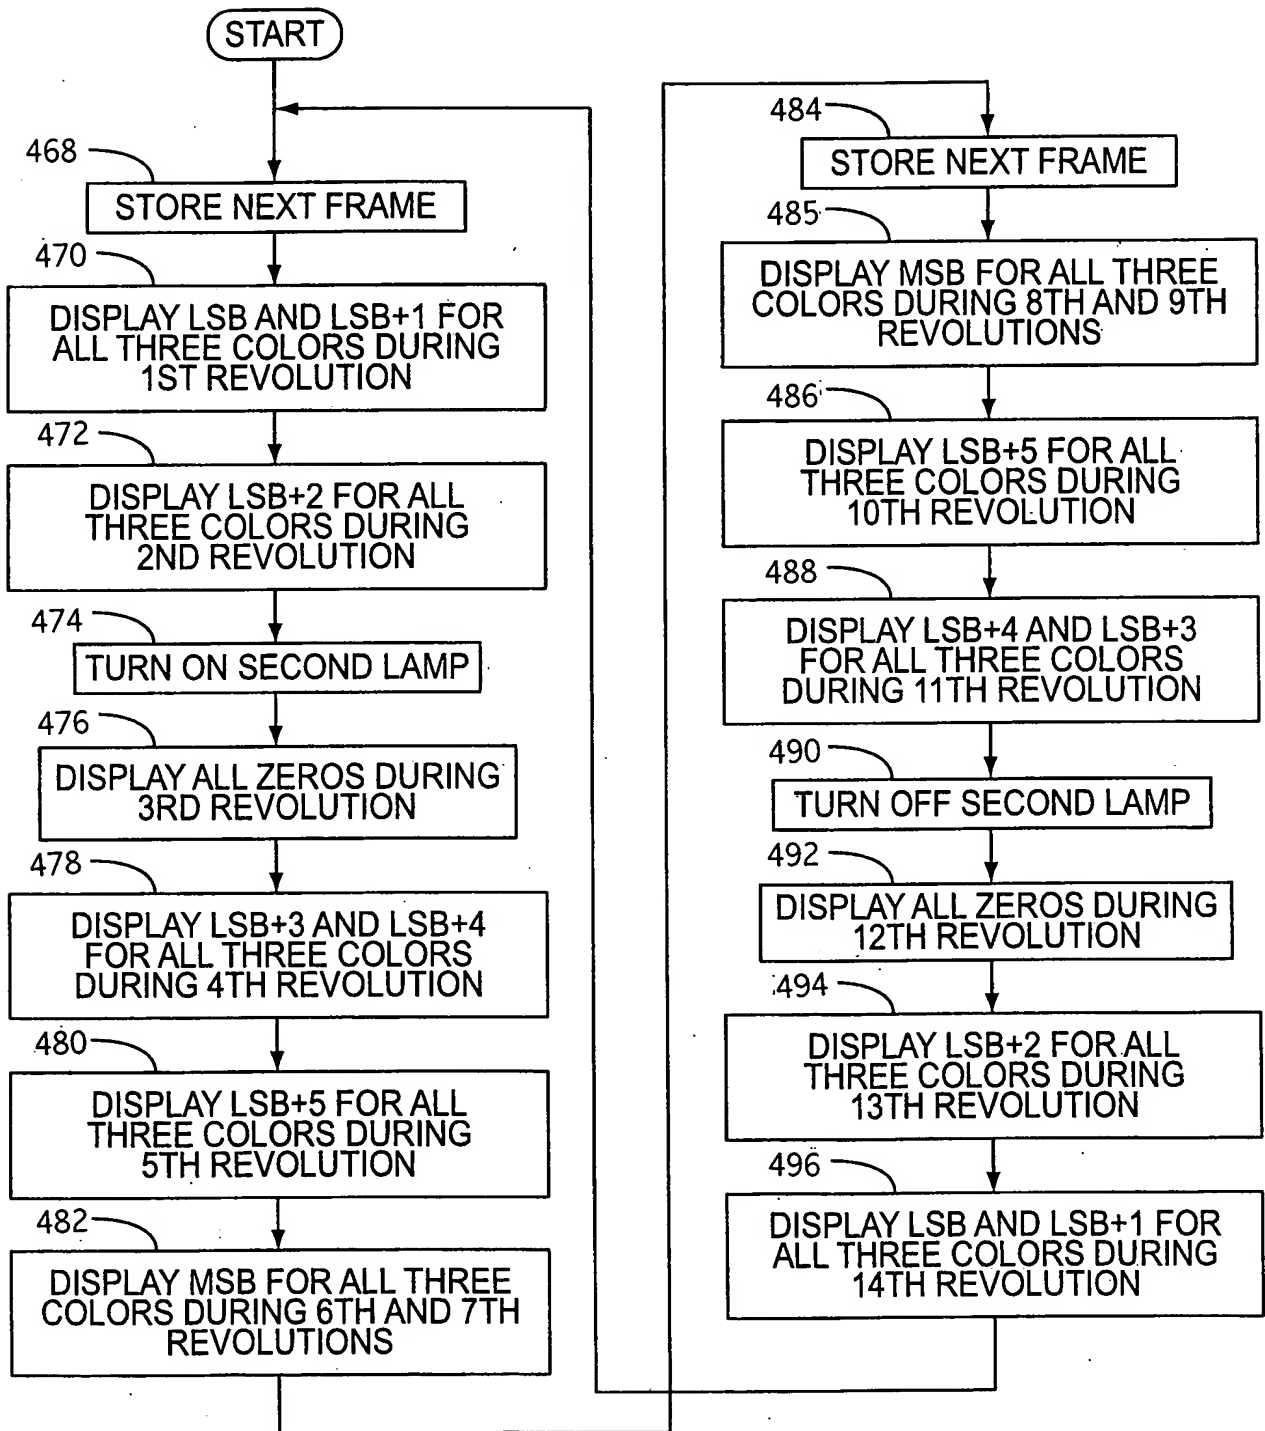 START
468
STORE NEXT FRAME
470
DISPLAY LSB AND LSB+1 FOR
ALL THREE COLORS DURING
1ST REVOLUTION
472
DISPLAY LSB+2 FOR ALL
THREE COLORS DURING
2ND REVOLUTION
474
TURN ON SECOND LAMP
476
DISPLAY ALL ZEROS DURING
3RD REVOLUTION
478
DISPLAY LSB+3 AND LSB+4
FOR ALL THREE COLORS
DURING 4TH REVOLUTION
480
DISPLAY LSB+5 FOR ALL
THREE COLORS DURING
5TH REVOLUTION
482
DISPLAY MSB FOR ALL THREE
COLORS DURING 6TH AND 7TH
REVOLUTIONS
484
STORE NEXT FRAME
485
DISPLAY MSB FOR ALL THREE
COLORS DURING 8TH AND 9TH
REVOLUTIONS
486
DISPLAY LSB+5 FOR ALL
THREE COLORS DURING
10TH REVOLUTION
488
DISPLAY LSB+4 AND LSB+3
FOR ALL THREE COLORS
DURING 11TH REVOLUTION
490
TURN OFF SECOND LAMP
492
DISPLAY ALL ZEROS DURING
12TH REVOLUTION
494
DISPLAY LSB+2 FOR ALL
THREE COLORS DURING
13TH REVOLUTION
496
DISPLAY LSB AND LSB+1 FOR
ALL THREE COLORS DURING
14TH REVOLUTION